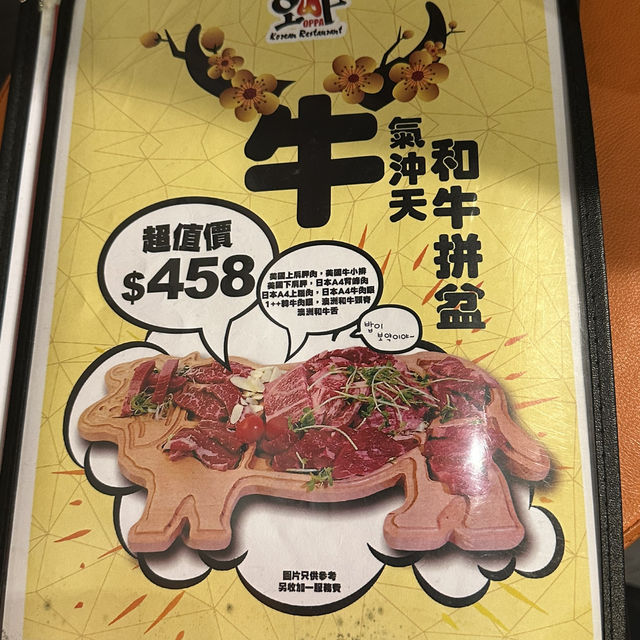 오빠
OPPA
Korean Restaurant
牛
氣沖天
和牛拼盆
超值價
$458
美國上肩胛肉，美國牛小排
美國下肩胛，日本A4背峰肉
日本A4上腦肉，日本A4牛肉眼
1++韓牛肉眼，澳洲和牛頸脊
澳洲和牛舌
밥이
보약이야~
圖片只供參考
另收加一服務費